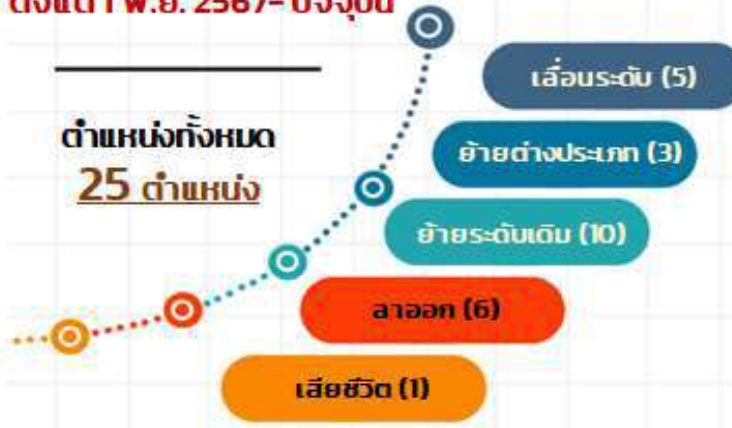 ตั้งแต่ 1 พ.ย. 2567- ปัจจุบัน
ตำแหน่งทั้งหมด
25 ตำแหน่ง
เลื่อนระดับ (5)
ย้ายต่างประเภท (3)
ย้ายระดับเดิม (10)
ลาออก (6)
เสียชีวิต (1)